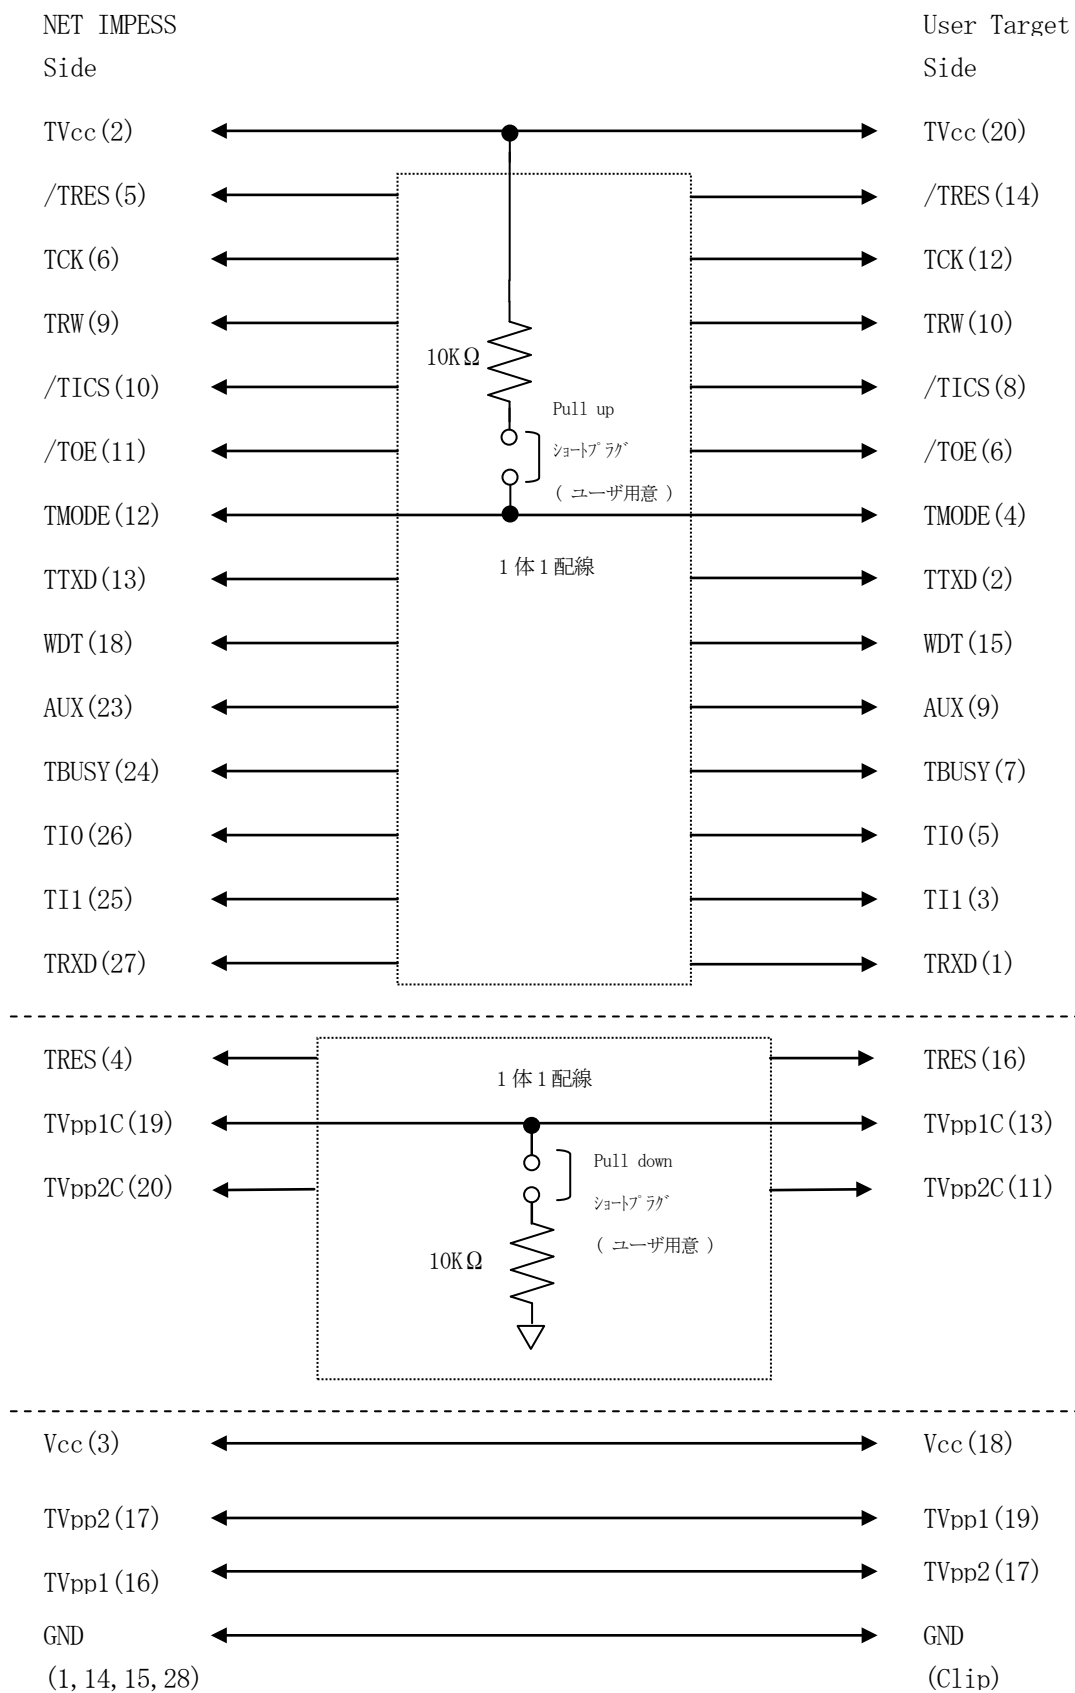 NET IMPESS User Target
Side Side
TVcc(2) TVcc(20)
/TRES(5) /TRES(14)
TCK(6) TCK(12)
TRW(9) TRW(10)
10KΩ
/TICS(10) /TICS(8)
Pull up
/TOE(11) ｼｮｰﾄﾌﾟﾗｸﾞ /TOE(6)
( ユーザ用意 )
TMODE(12) TMODE(4)
1体1配線
TTXD(13) TTXD(2)
WDT(18) WDT(15)
AUX(23) AUX(9)
TBUSY(24) TBUSY(7)
TI0(26) TI0(5)
TI1(25) TI1(3)
TRXD(27) TRXD(1)
TRES(4) TRES(16)
1体1配線
TVpp1C(19) TVpp1C(13)
Pull down
TVpp2C(20) TVpp2C(11)
ｼｮｰﾄﾌﾟﾗｸﾞ
( ユーザ用意 )
10KΩ
Vcc(3) Vcc(18)
TVpp2(17) TVpp1(19)
TVpp1(16) TVpp2(17)
GND GND
(1,14,15,28) (Clip)